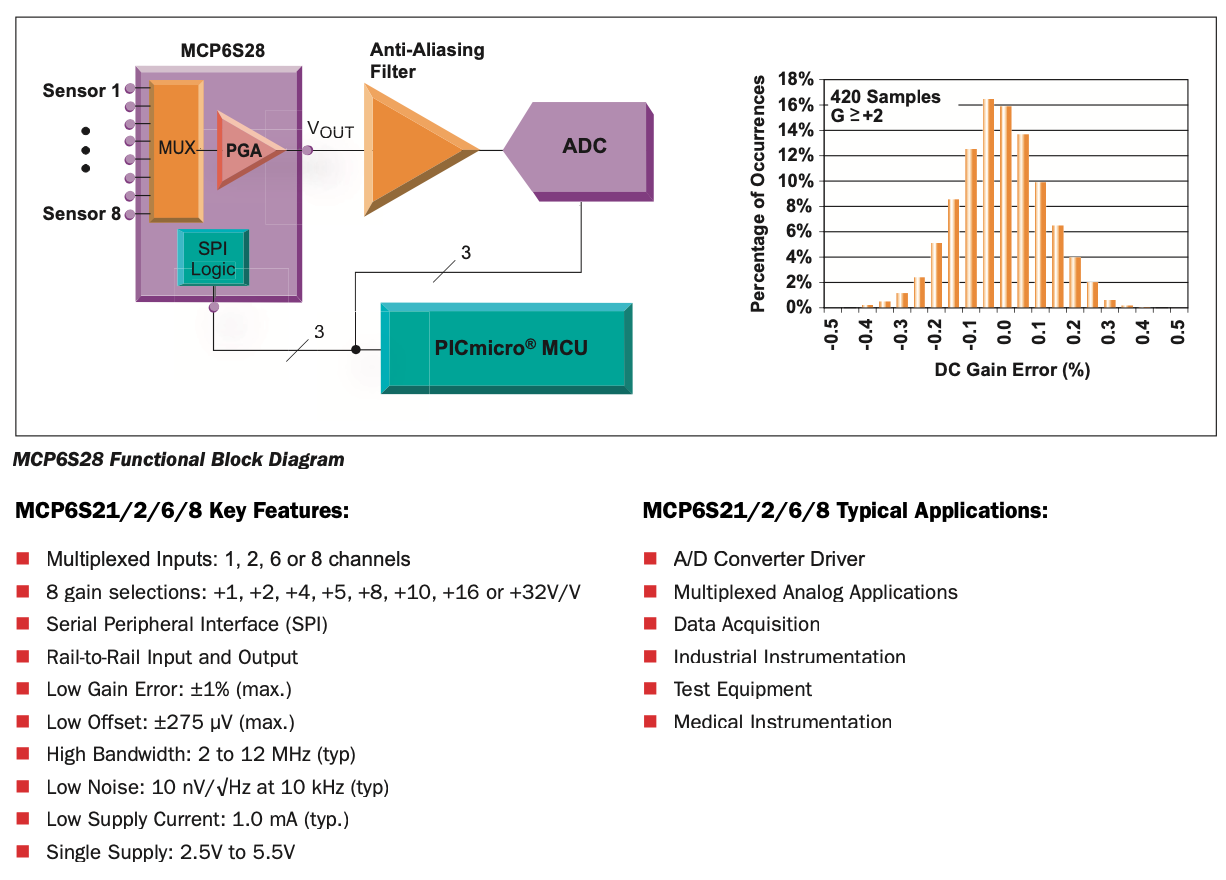 MCP6S28
Anti-Aliasing
Filter
Sensor 1
Sensor 8
MUX
PGA
VOUT
ADC
SPI
Logic
3
3
PICmicro® MCU
Percentage of Occurrences
18%
16%
14%
12%
10%
8%
6%
4%
2%
0%
420 Samples
G ≥ +2
-0.5
-0.4
-0.3
-0.2
-0.1
0.0
0.1
0.2
0.3
0.4
0.5
DC Gain Error (%)
MCP6S28 Functional Block Diagram
MCP6S21/2/6/8 Key Features:
Multiplexed Inputs: 1, 2, 6 or 8 channels
8 gain selections: +1, +2, +4, +5, +8, +10, +16 or +32V/V
Serial Peripheral Interface (SPI)
Rail-to-Rail Input and Output
Low Gain Error: ±1% (max.)
Low Offset: ±275 µV (max.)
High Bandwidth: 2 to 12 MHz (typ)
Low Noise: 10 nV/√Hz at 10 kHz (typ)
Low Supply Current: 1.0 mA (typ.)
Single Supply: 2.5V to 5.5V
MCP6S21/2/6/8 Typical Applications:
A/D Converter Driver
Multiplexed Analog Applications
Data Acquisition
Industrial Instrumentation
Test Equipment
Medical Instrumentation